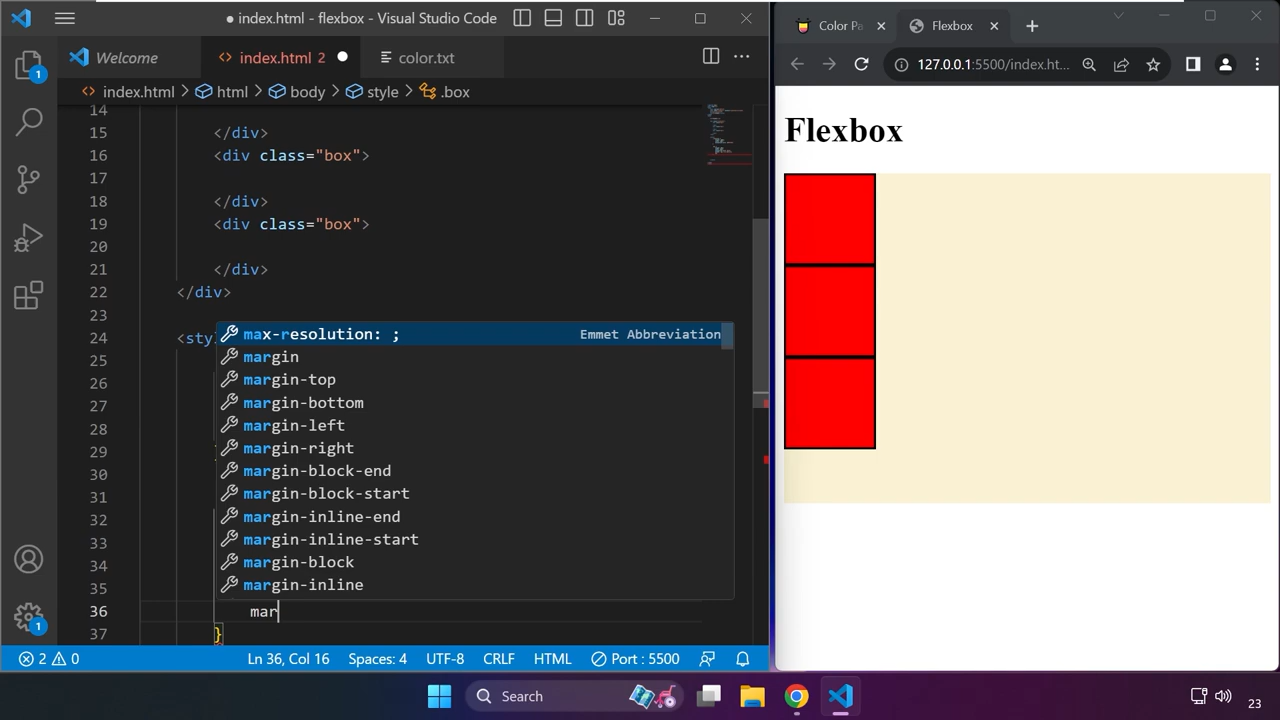 index.html - flexbox - Visual Studio Code
Welcome
index.html 2
color.txt
index.html > html > body > style > .box
14
15 </div>
16 <div class="box">
17
18 </div>
19 <div class="box">
20
21 </div>
22 </div>
23
24 <sty
25
26
27
28
29
30
31
32
33
34
35
36 mar
37 }
max-resolution: ; Emmet Abbreviation
margin
margin-top
margin-bottom
margin-left
margin-right
margin-block-end
margin-block-start
margin-inline-end
margin-inline-start
margin-block
margin-inline
1
1
2 0
Ln 36, Col 16
Spaces: 4
UTF-8
CRLF
HTML
Port : 5500
Color Pa
Flexbox
127.0.0.1:5500/index.ht...
Flexbox
Search
23